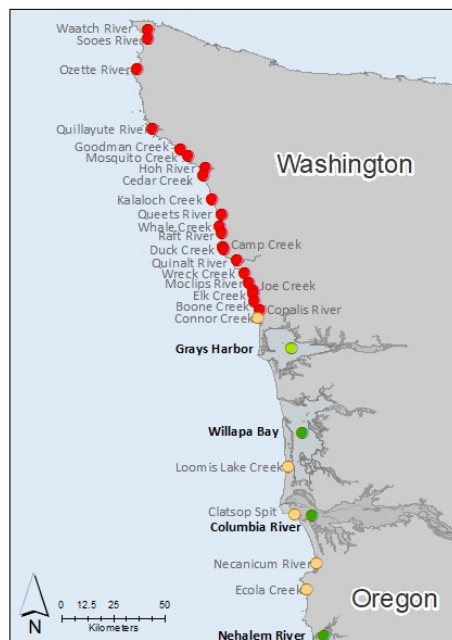 Waatch River
Sooes River
Ozette River
Quillayute River
Goodman Creek
Mosquito Creek
Washington
Hoh River
Cedar Creek
Kalaloch Creek
Queets River
Whale Creek
Raft River
Camp Creek
Duck Creek
Quinalt River
Wreck Creek
Moclips River
Joe Creek
Elk Creek
Boone Creek
Copalis River
Connor Creek
Grays Harbor
Willapa Bay
Loomis Lake Creek
Clatsop Spit
Columbia River
Necanicum River
Ecola Creek
Oregon
N
0 12.5 25 50
Kilometers
Nehalem River